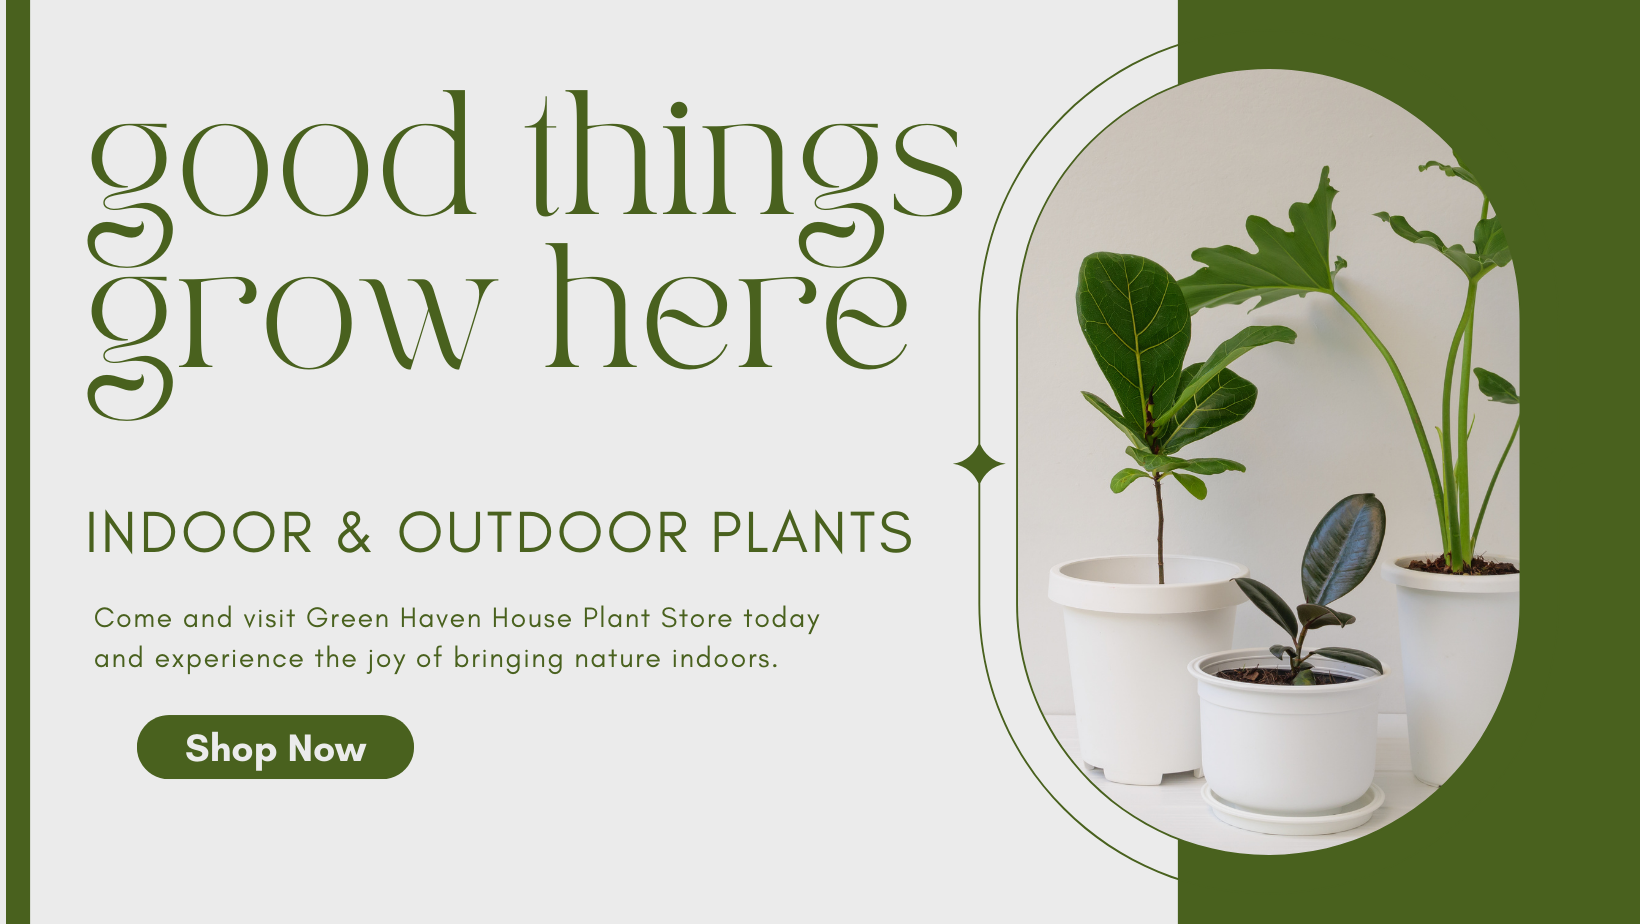 good things
grow here
INDOOR & OUTDOOR PLANTS
Come and visit Green Haven House Plant Store today
and experience the joy of bringing nature indoors.
Shop Now